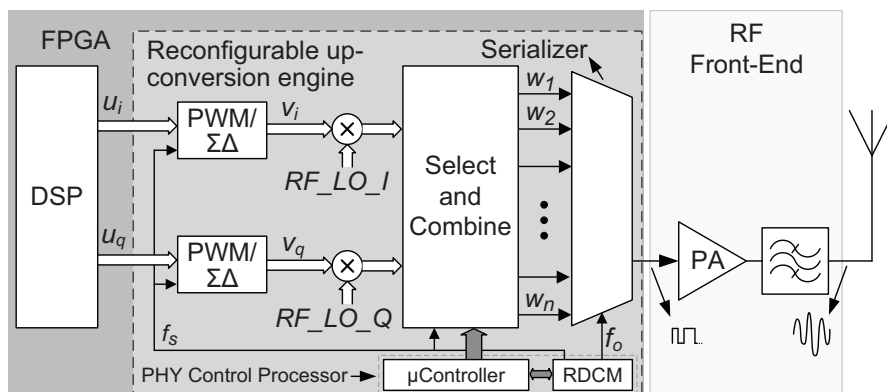 FPGA
Reconfigurable up-
conversion engine
Serializer
RF
Front-End
DSP
u_i
PWM/
ΣΔ
v_i
RF_LO_I
Select
and
Combine
w_1
w_2
w_n
u_q
PWM/
ΣΔ
v_q
RF_LO_Q
f_s
f_o
PA
PHY Control Processor
μController
RDCM